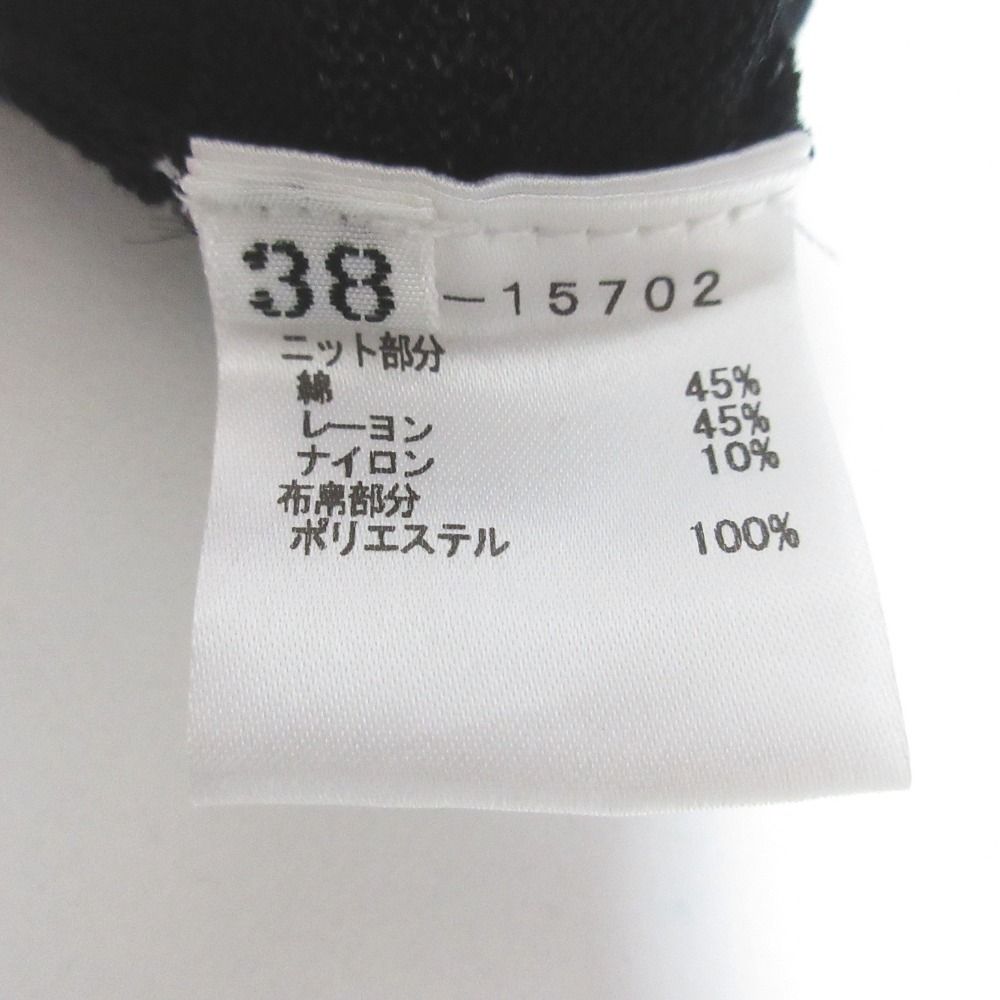 38 -15702
ニット部分
綿 45%
レーヨン 45%
ナイロン 10%
布帛部分
ポリエステル 100%